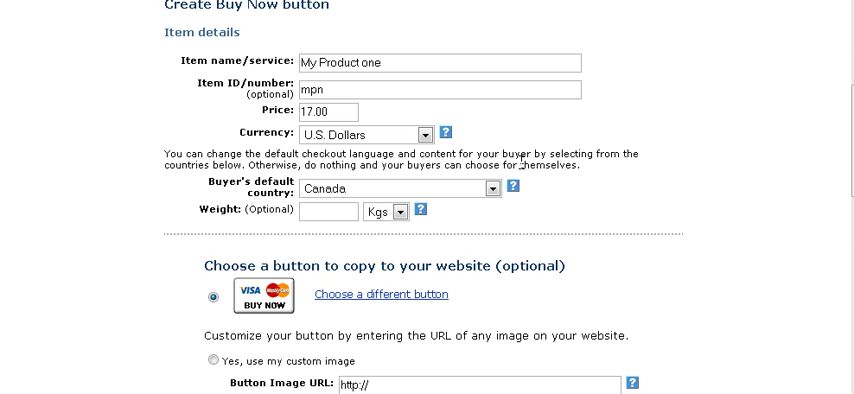 Create Buy Now button
Item details
Item name/service: My Product one
Item ID/number: mpn
(optional)
Price: 17.00
Currency: U.S. Dollars ?
You can change the default checkout language and content for your buyer by selecting from the
countries below. Otherwise, do nothing and your buyers can choose for themselves.
Buyer's default
country: Canada ?
Weight: (Optional) Kgs ?
Choose a button to copy to your website (optional)
VISA MasterCard
BUY NOW
Choose a different button
Customize your button by entering the URL of any image on your website.
Yes, use my custom image
Button Image URL: http:// ?